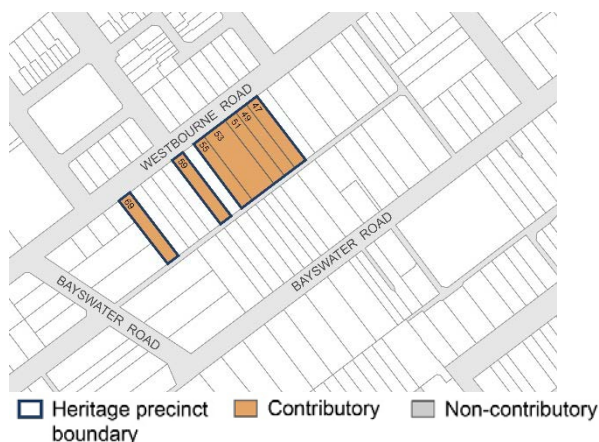 WESTBOURNE ROAD
47
49
51
53
55
59
69
BAYSWATER ROAD
BAYSWATER ROAD
Heritage precinct
boundary
Contributory
Non-contributory